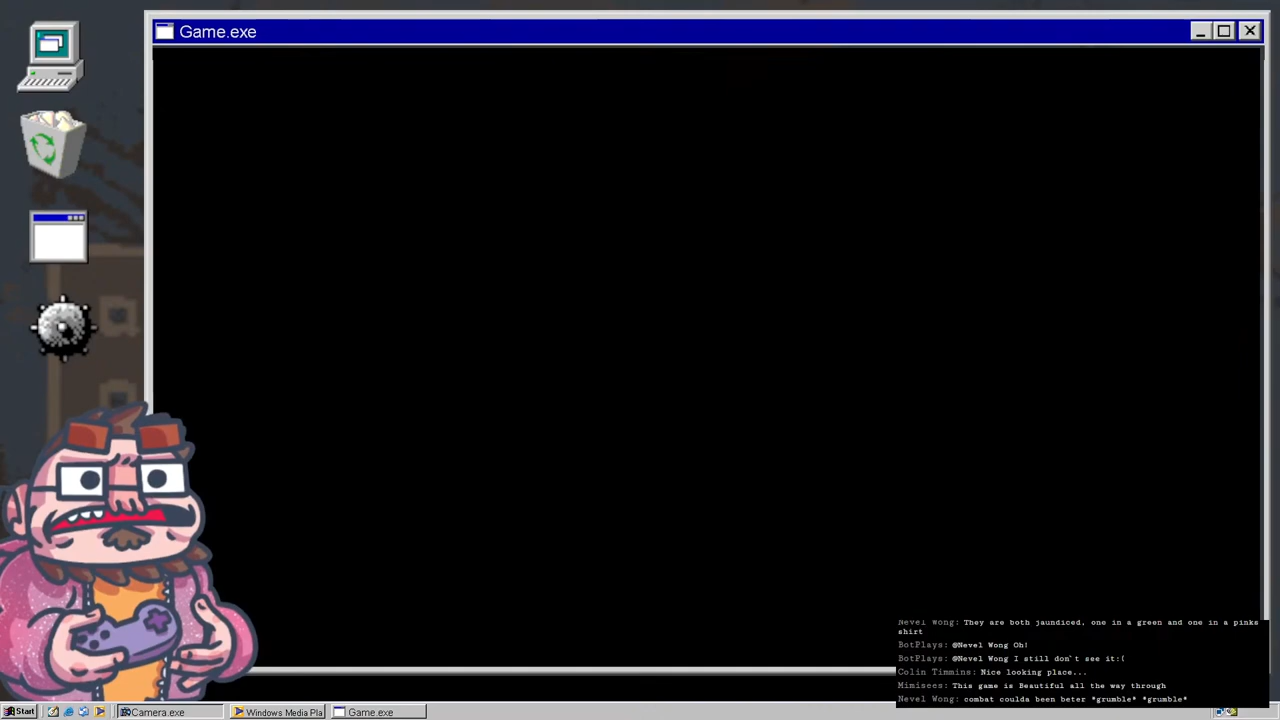 Game.exe
Nevel Wong: They are both jaundiced, one in a green and one in a pinks
shirt
BotPlays: @Nevel Wong Oh!
BotPlays: @Nevel Wong I still don`t see it:(
Colin Timmins: Nice looking place...
Mimisees: This game is Beautiful all the way through
Nevel Wong: combat coulda been beter *grumble* *grumble*
Start
Camera.exe
Windows Media Pla
Game.exe